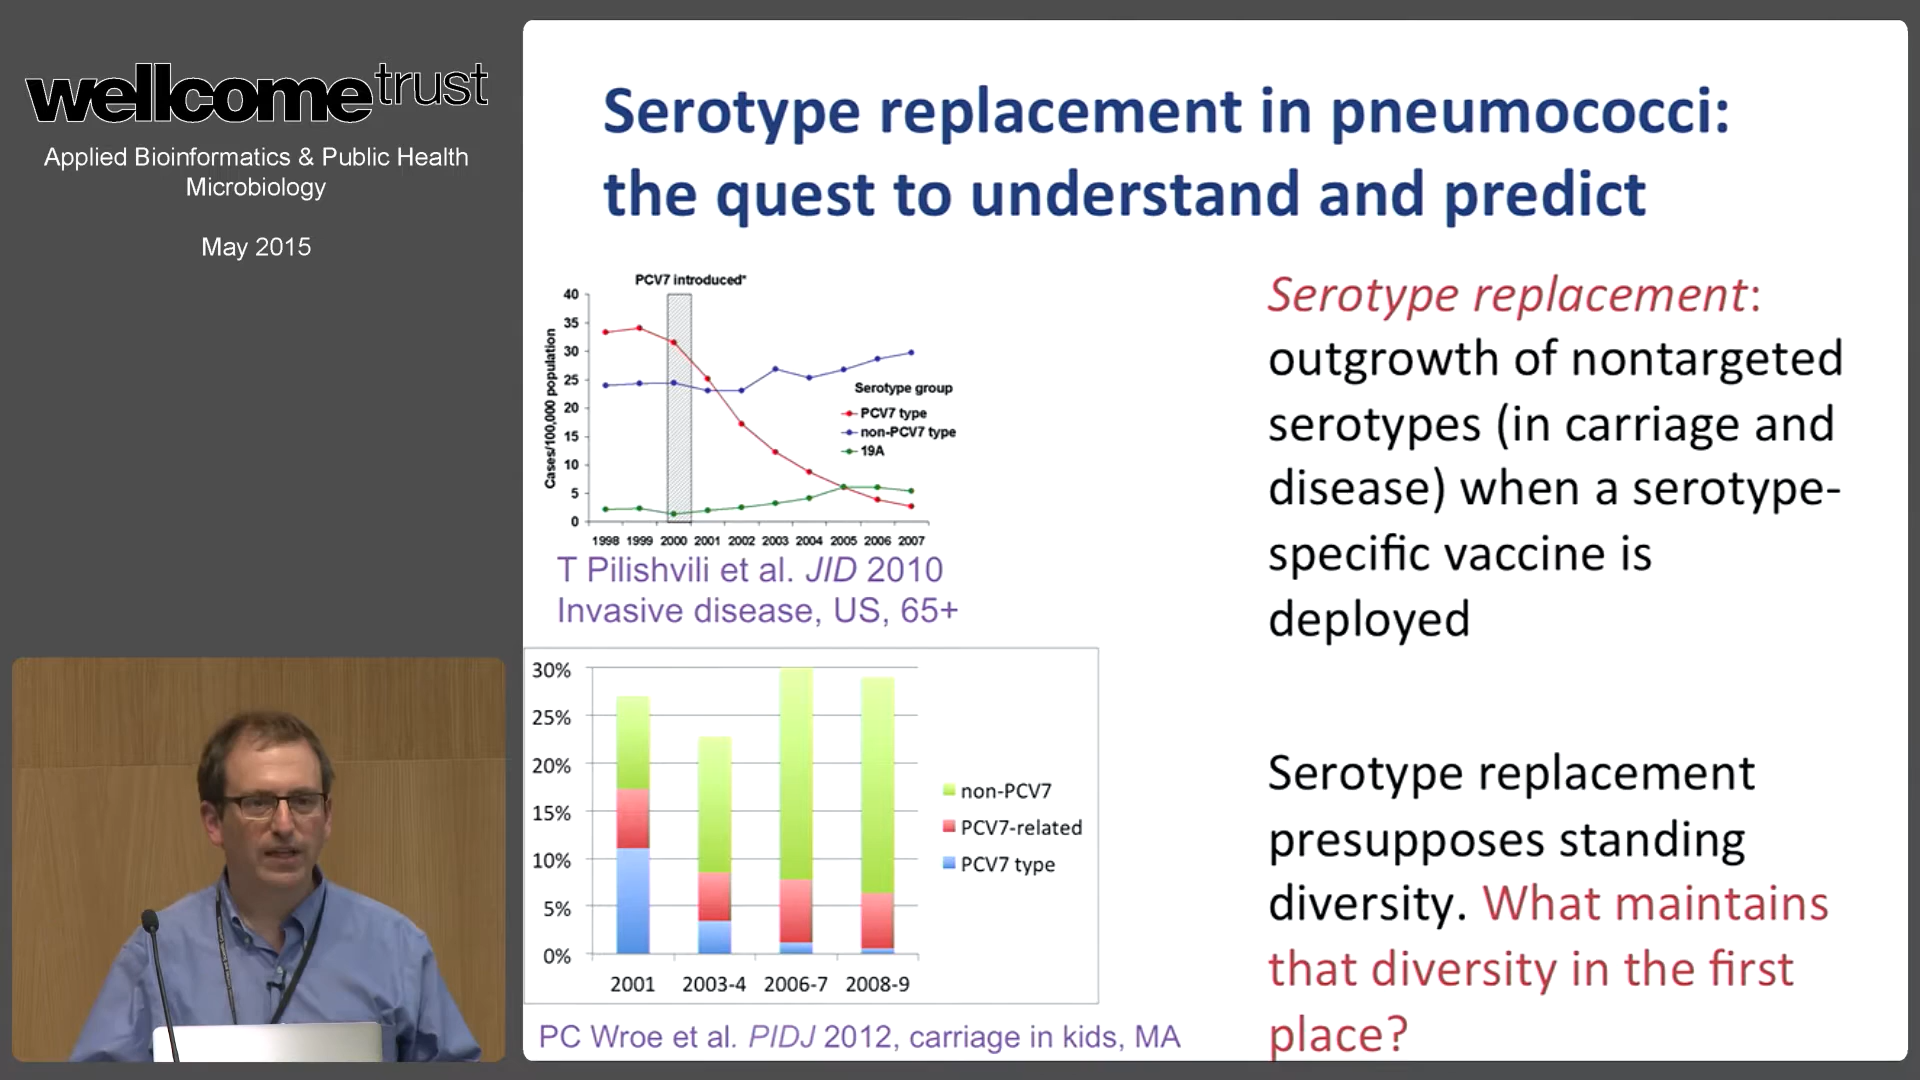 wellcometrust
Applied Bioinformatics & Public Health
Microbiology
May 2015
Serotype replacement in pneumococci:
the quest to understand and predict
PCV7 introduced*
Cases/100,000 population
40
35
30
25
20
15
10
5
0
1998 1999 2000 2001 2002 2003 2004 2005 2006 2007
Serotype group
PCV7 type
non-PCV7 type
19A
T Pilishvili et al. JID 2010
Invasive disease, US, 65+
30%
25%
20%
15%
10%
5%
0%
2001 2003-4 2006-7 2008-9
non-PCV7
PCV7-related
PCV7 type
PC Wroe et al. PIDJ 2012, carriage in kids, MA
Serotype replacement:
outgrowth of nontargeted
serotypes (in carriage and
disease) when a serotype-
specific vaccine is
deployed
Serotype replacement
presupposes standing
diversity. What maintains
that diversity in the first
place?